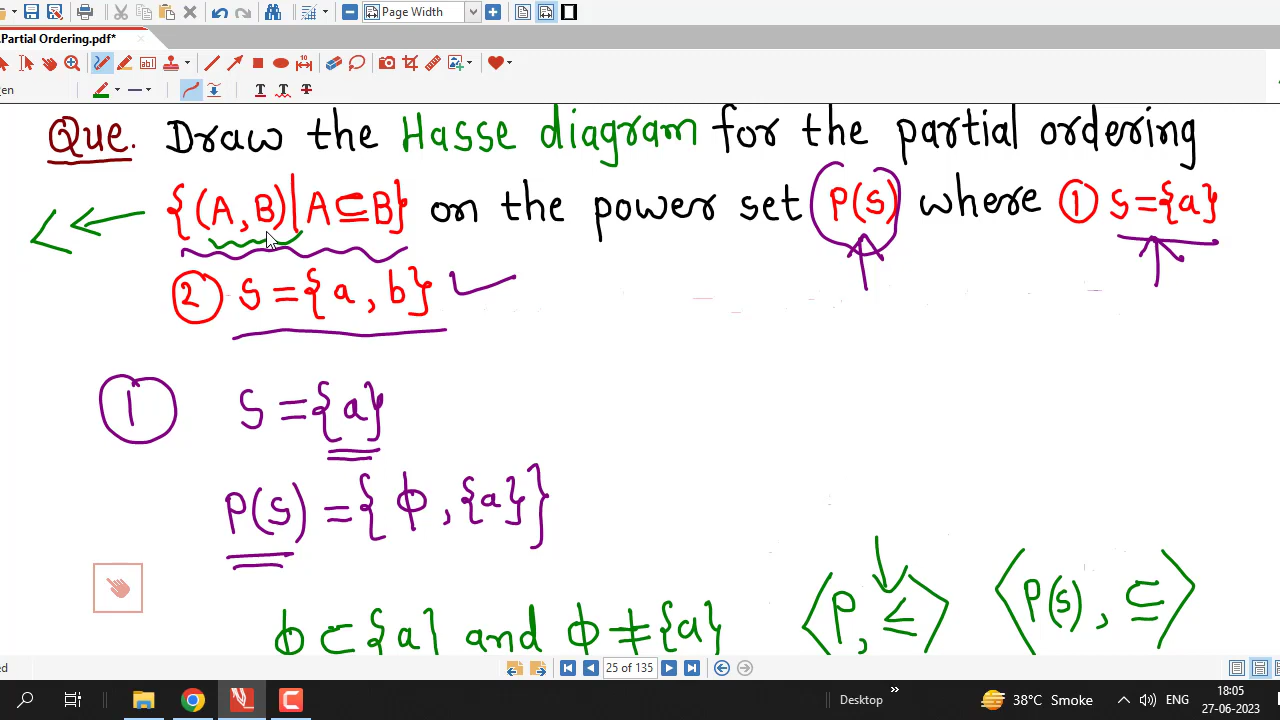 Page Width
.Partial Ordering.pdf*
Que. Draw the Hasse diagram for the partial ordering
{(A, B)|A⊆B} on the power set P(S) where ① S={a}
② S={a, b}
① S={a}
P(S)={ϕ,{a}}
ϕ⊂{a} and ϕ≠{a} ⟨P, ≤⟩ ⟨P(S), ⊆⟩
25 of 135
Desktop » 38°C Smoke ENG 18:05
27-06-2023